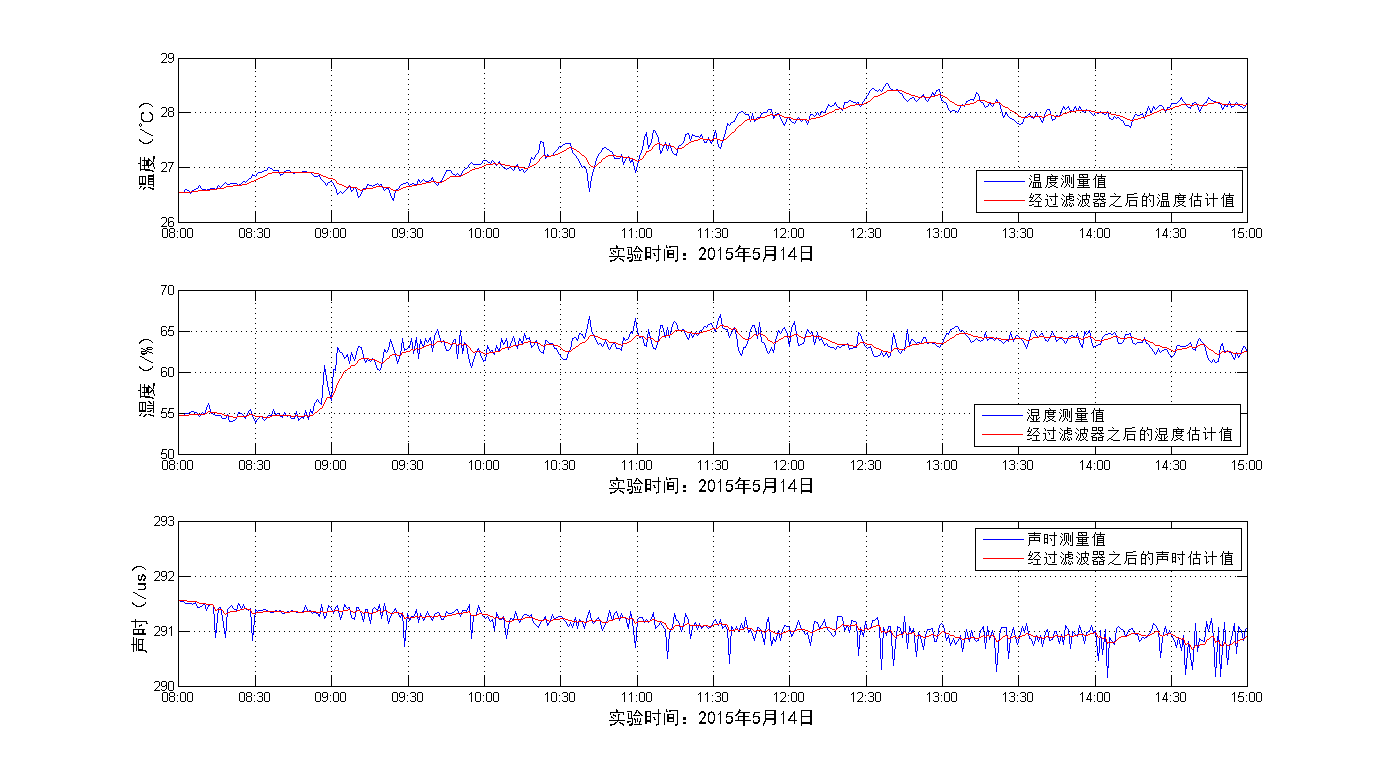 29
28
27
26
温度（/℃）
温度测量值
经过滤波器之后的温度估计值
08:00 08:30 09:00 09:30 10:00 10:30 11:00 11:30 12:00 12:30 13:00 13:30 14:00 14:30 15:00
实验时间：2015年5月14日
70
65
60
55
50
湿度（/%）
湿度测量值
经过滤波器之后的湿度估计值
08:00 08:30 09:00 09:30 10:00 10:30 11:00 11:30 12:00 12:30 13:00 13:30 14:00 14:30 15:00
实验时间：2015年5月14日
293
292
291
290
声时（/us）
声时测量值
经过滤波器之后的声时估计值
08:00 08:30 09:00 09:30 10:00 10:30 11:00 11:30 12:00 12:30 13:00 13:30 14:00 14:30 15:00
实验时间：2015年5月14日